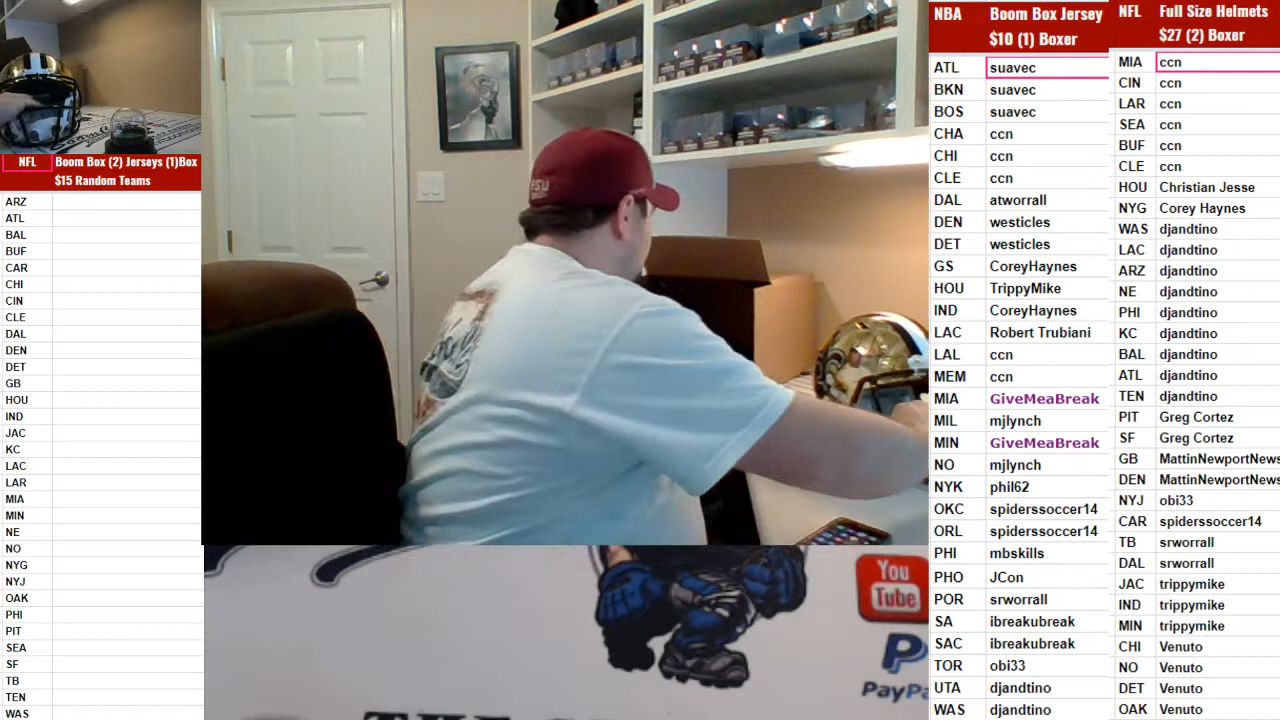 NFL Boom Box (2) Jerseys (1)Box
$15 Random Teams
ARZ
ATL
BAL
BUF
CAR
CHI
CIN
CLE
DAL
DEN
DET
GB
HOU
IND
JAC
KC
LAC
LAR
MIA
MIN
NE
NO
NYG
NYJ
OAK
PHI
PIT
SEA
SF
TB
TEN
WAS
You
Tube
PayPa
NBA Boom Box Jersey
$10 (1) Boxer
ATL suavec
BKN suavec
BOS suavec
CHA ccn
CHI ccn
CLE ccn
DAL atworrall
DEN westicles
DET westicles
GS CoreyHaynes
HOU TrippyMike
IND CoreyHaynes
LAC Robert Trubiani
LAL ccn
MEM ccn
MIA GiveMeaBreak
MIL mjlynch
MIN GiveMeaBreak
NO mjlynch
NYK phil62
OKC spiderssoccer14
ORL spiderssoccer14
PHI mbskills
PHO JCon
POR srworrall
SA ibreakubreak
SAC ibreakubreak
TOR obi33
UTA djandtino
WAS djandtino
NFL Full Size Helmets
$27 (2) Boxer
MIA ccn
CIN ccn
LAR ccn
SEA ccn
BUF ccn
CLE ccn
HOU Christian Jesse
NYG Corey Haynes
WAS djandtino
LAC djandtino
ARZ djandtino
NE djandtino
PHI djandtino
KC djandtino
BAL djandtino
ATL djandtino
TEN djandtino
PIT Greg Cortez
SF Greg Cortez
GB MattinNewportNews
DEN MattinNewportNews
NYJ obi33
CAR spiderssoccer14
TB srworrall
DAL srworrall
JAC trippymike
IND trippymike
MIN trippymike
CHI Venuto
NO Venuto
DET Venuto
OAK Venuto